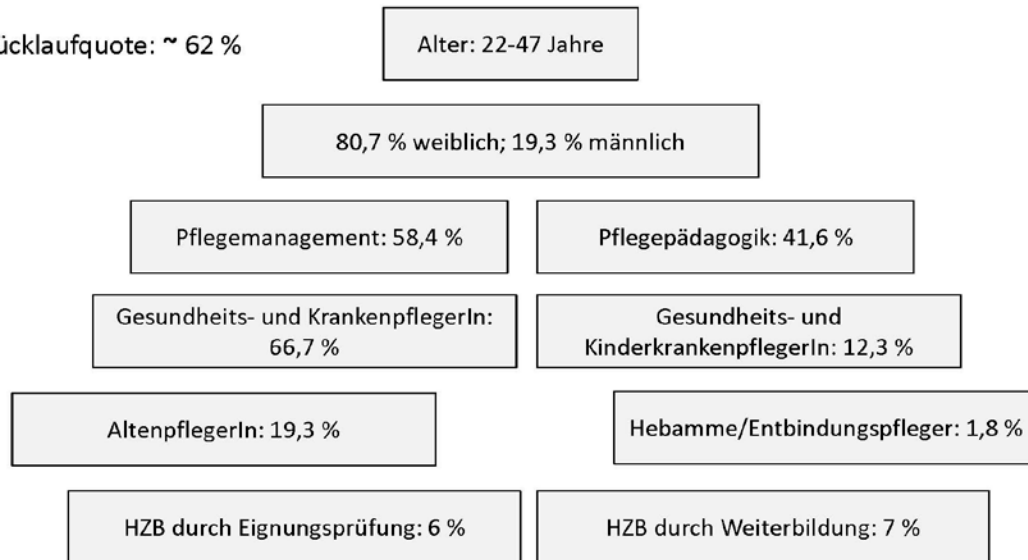 ücklaufquote: ~ 62 %
Alter: 22-47 Jahre
80,7 % weiblich; 19,3 % männlich
Pflegemanagement: 58,4 %
Pflegepädagogik: 41,6 %
Gesundheits- und KrankenpflegerIn:
66,7 %
Gesundheits- und
KinderkrankenpflegerIn: 12,3 %
AltenpflegerIn: 19,3 %
Hebamme/Entbindungspfleger: 1,8 %
HZB durch Eignungsprüfung: 6 %
HZB durch Weiterbildung: 7 %